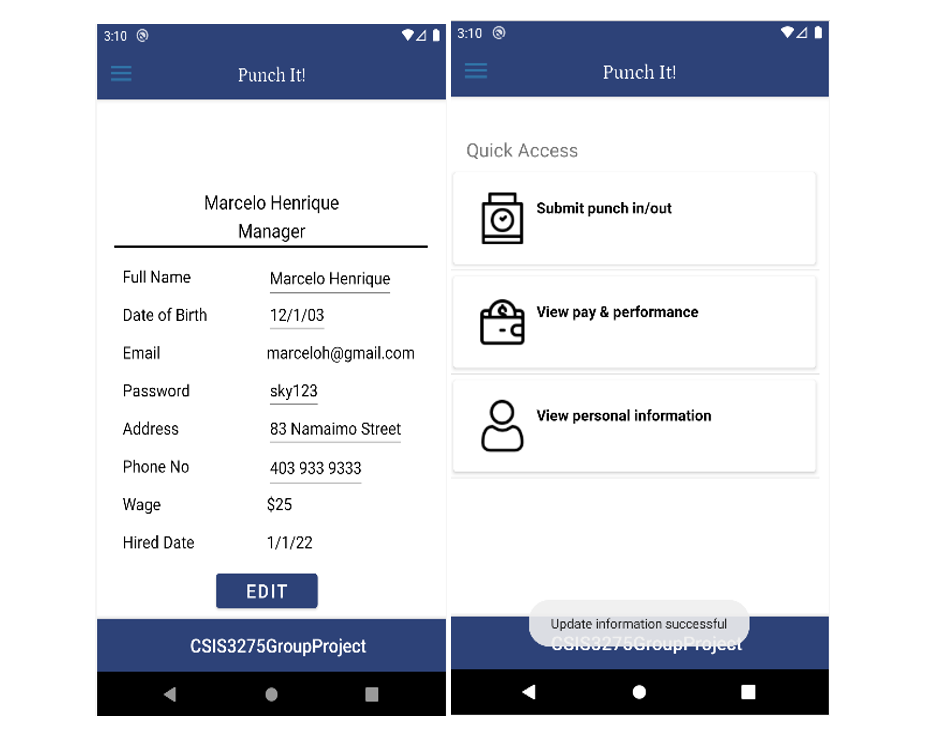 3:10
Punch It!
Marcelo Henrique
Manager
Full Name Marcelo Henrique
Date of Birth 12/1/03
Email marceloh@gmail.com
Password sky123
Address 83 Namaimo Street
Phone No 403 933 9333
Wage $25
Hired Date 1/1/22
EDIT
CSIS3275GroupProject
3:10
Punch It!
Quick Access
Submit punch in/out
View pay & performance
View personal information
Update information successful
CSIS3275GroupProject